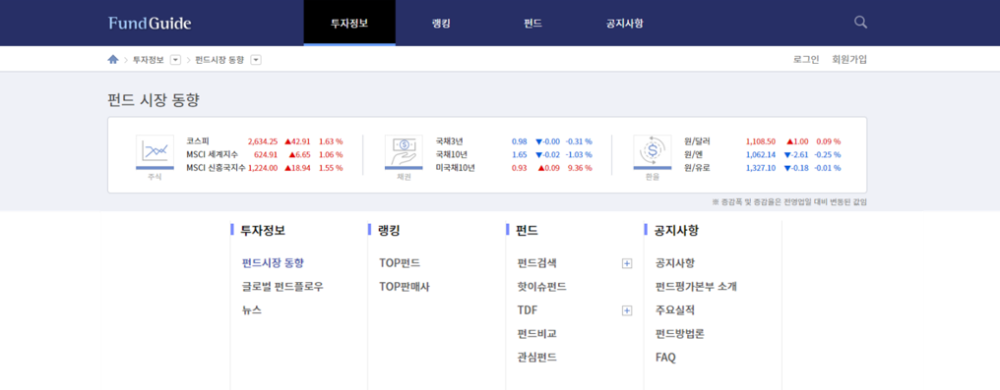 FundGuide 투자정보 랭킹 펀드 공지사항
투자정보 펀드시장 동향 로그인 회원가입
펀드 시장 동향
코스피 2,634.25 ▲42.91 1.63 %
MSCI 세계지수 624.91 ▲6.65 1.06 %
MSCI 신흥국지수 1,224.00 ▲18.94 1.55 %
주식
국채3년 0.98 ▼-0.00 -0.31 %
국채10년 1.65 ▼-0.02 -1.03 %
미국채10년 0.93 ▲0.09 9.36 %
채권
원/달러 1,108.50 ▲1.00 0.09 %
원/엔 1,062.14 ▼-2.61 -0.25 %
원/유로 1,327.10 ▼-0.18 -0.01 %
환율
※ 증감폭 및 증감율은 전영업일 대비 변동된 값임
투자정보
펀드시장 동향
글로벌 펀드플로우
뉴스
랭킹
TOP펀드
TOP판매사
펀드
펀드검색
핫이슈펀드
TDF
펀드비교
관심펀드
공지사항
공지사항
펀드평가본부 소개
주요실적
펀드방법론
FAQ